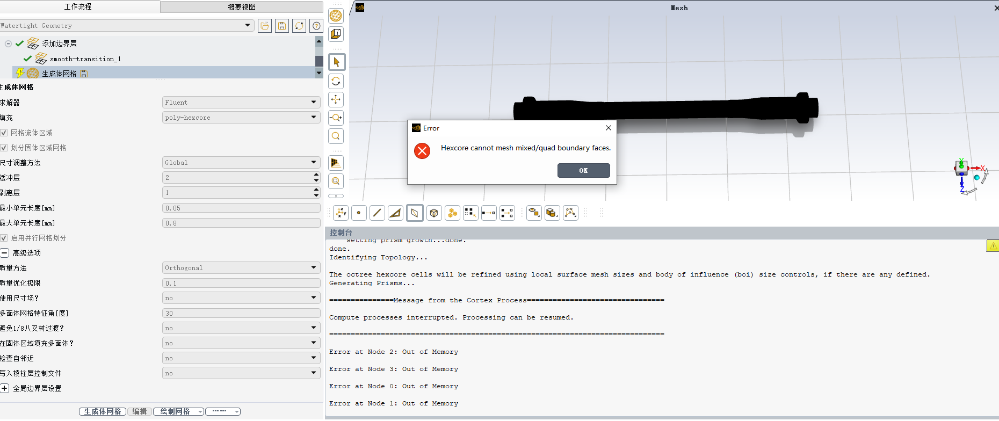 工作流程
概要视图
Watertight Geometry
添加边界层
smooth-transition_1
生成体网格
生成体网格
求解器
Fluent
填充
poly-hexcore
网格流体区域
划分固体区域网格
尺寸调整方法
Global
缓冲层
2
剥离层
1
最小单元长度[mm]
0.05
最大单元长度[mm]
0.8
启用并行网格划分
高级选项
质量方法
Orthogonal
质量优化极限
0.1
使用尺寸场?
no
多面体网格特征角[度]
30
避免1/8八叉树过渡?
no
在固体区域填充多面体?
no
检查自邻近
no
写入棱柱层控制文件
no
全局边界层设置
生成体网格
编辑
绘制网格
Mesh
Error
Hexcore cannot mesh mixed/quad boundary faces.
OK
Y
X
Z
控制台
setting prism growth...done.
done.
Identifying Topology...
The octree hexcore cells will be refined using local surface mesh sizes and body of influence (boi) size controls, if there are any defined.
Generating Prisms...
===============Message from the Cortex Process================================
Compute processes interrupted. Processing can be resumed.
==============================================================================
Error at Node 2: Out of Memory
Error at Node 3: Out of Memory
Error at Node 0: Out of Memory
Error at Node 1: Out of Memory